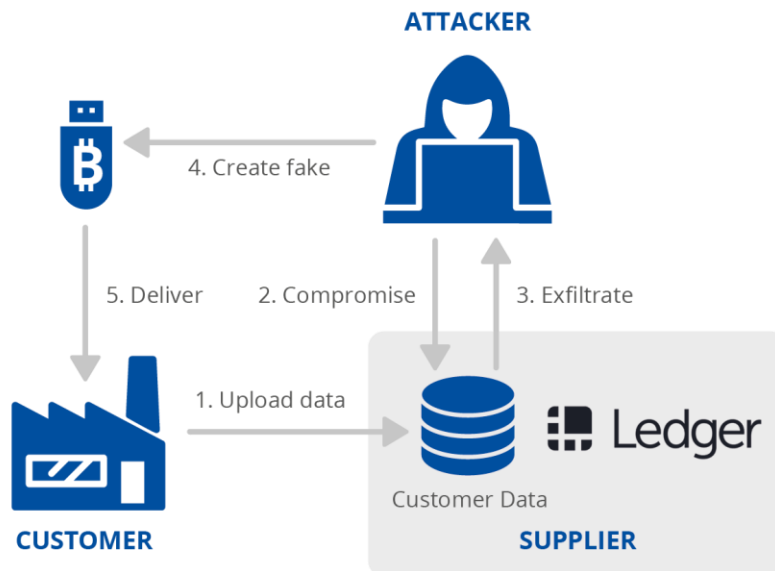 ATTACKER
4. Create fake
5. Deliver
2. Compromise
3. Exfiltrate
1. Upload data
Ledger
Customer Data
CUSTOMER
SUPPLIER